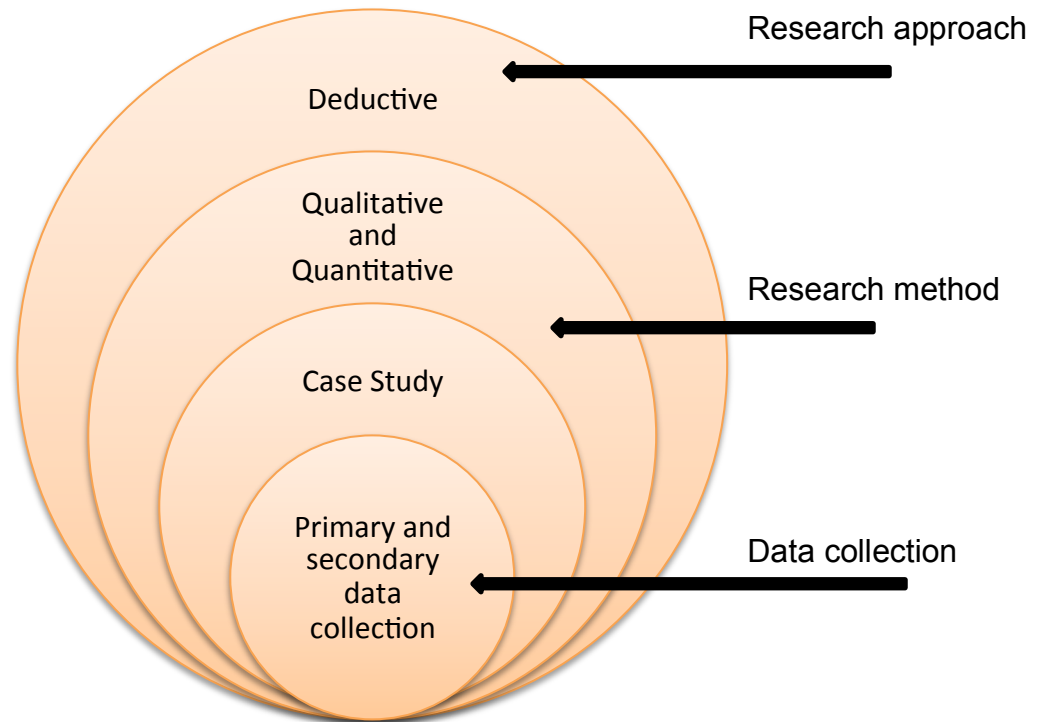 Research approach
Deductive
Qualitative
and
Quantitative
Research method
Case Study
Primary and
secondary
data
collection
Data collection